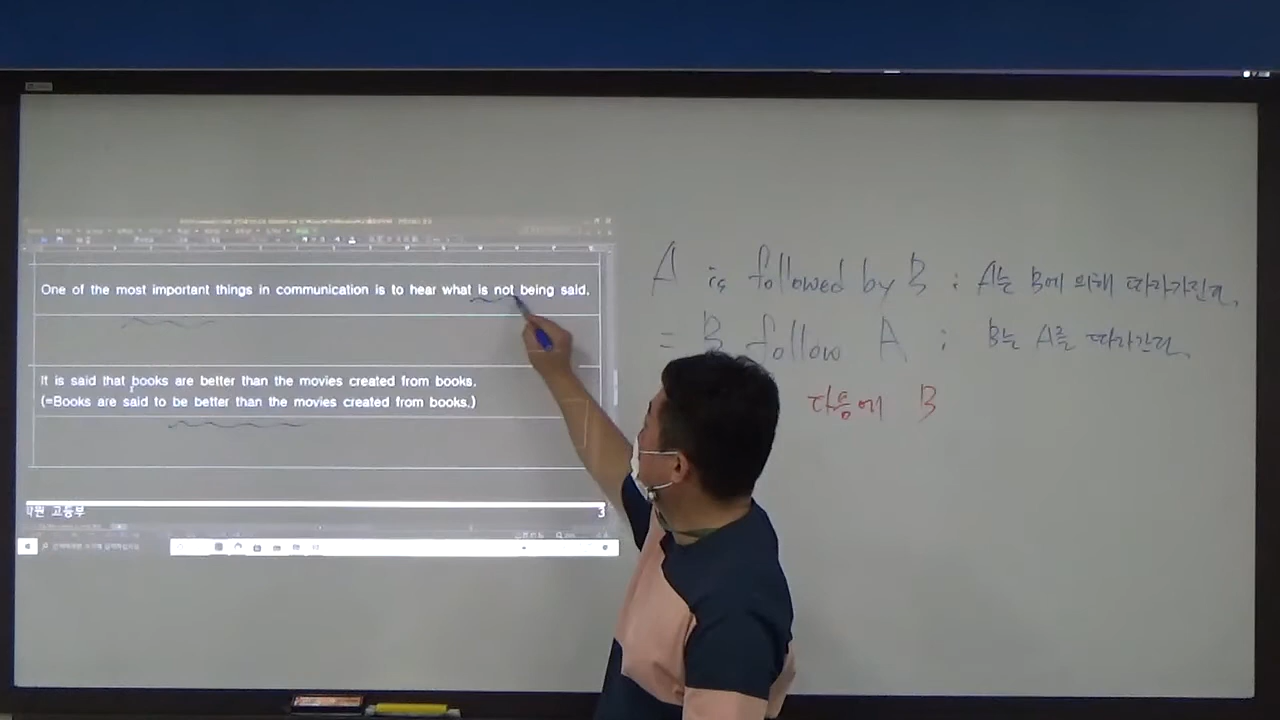 One of the most important things in communication is to hear what is not being said.
It is said that books are better than the movies created from books.
(=Books are said to be better than the movies created from books.)
고등부 3
A is followed by B : A는 B에 의해 따라가진다.
= B follow A : B는 A를 따라간다.
다음에 B